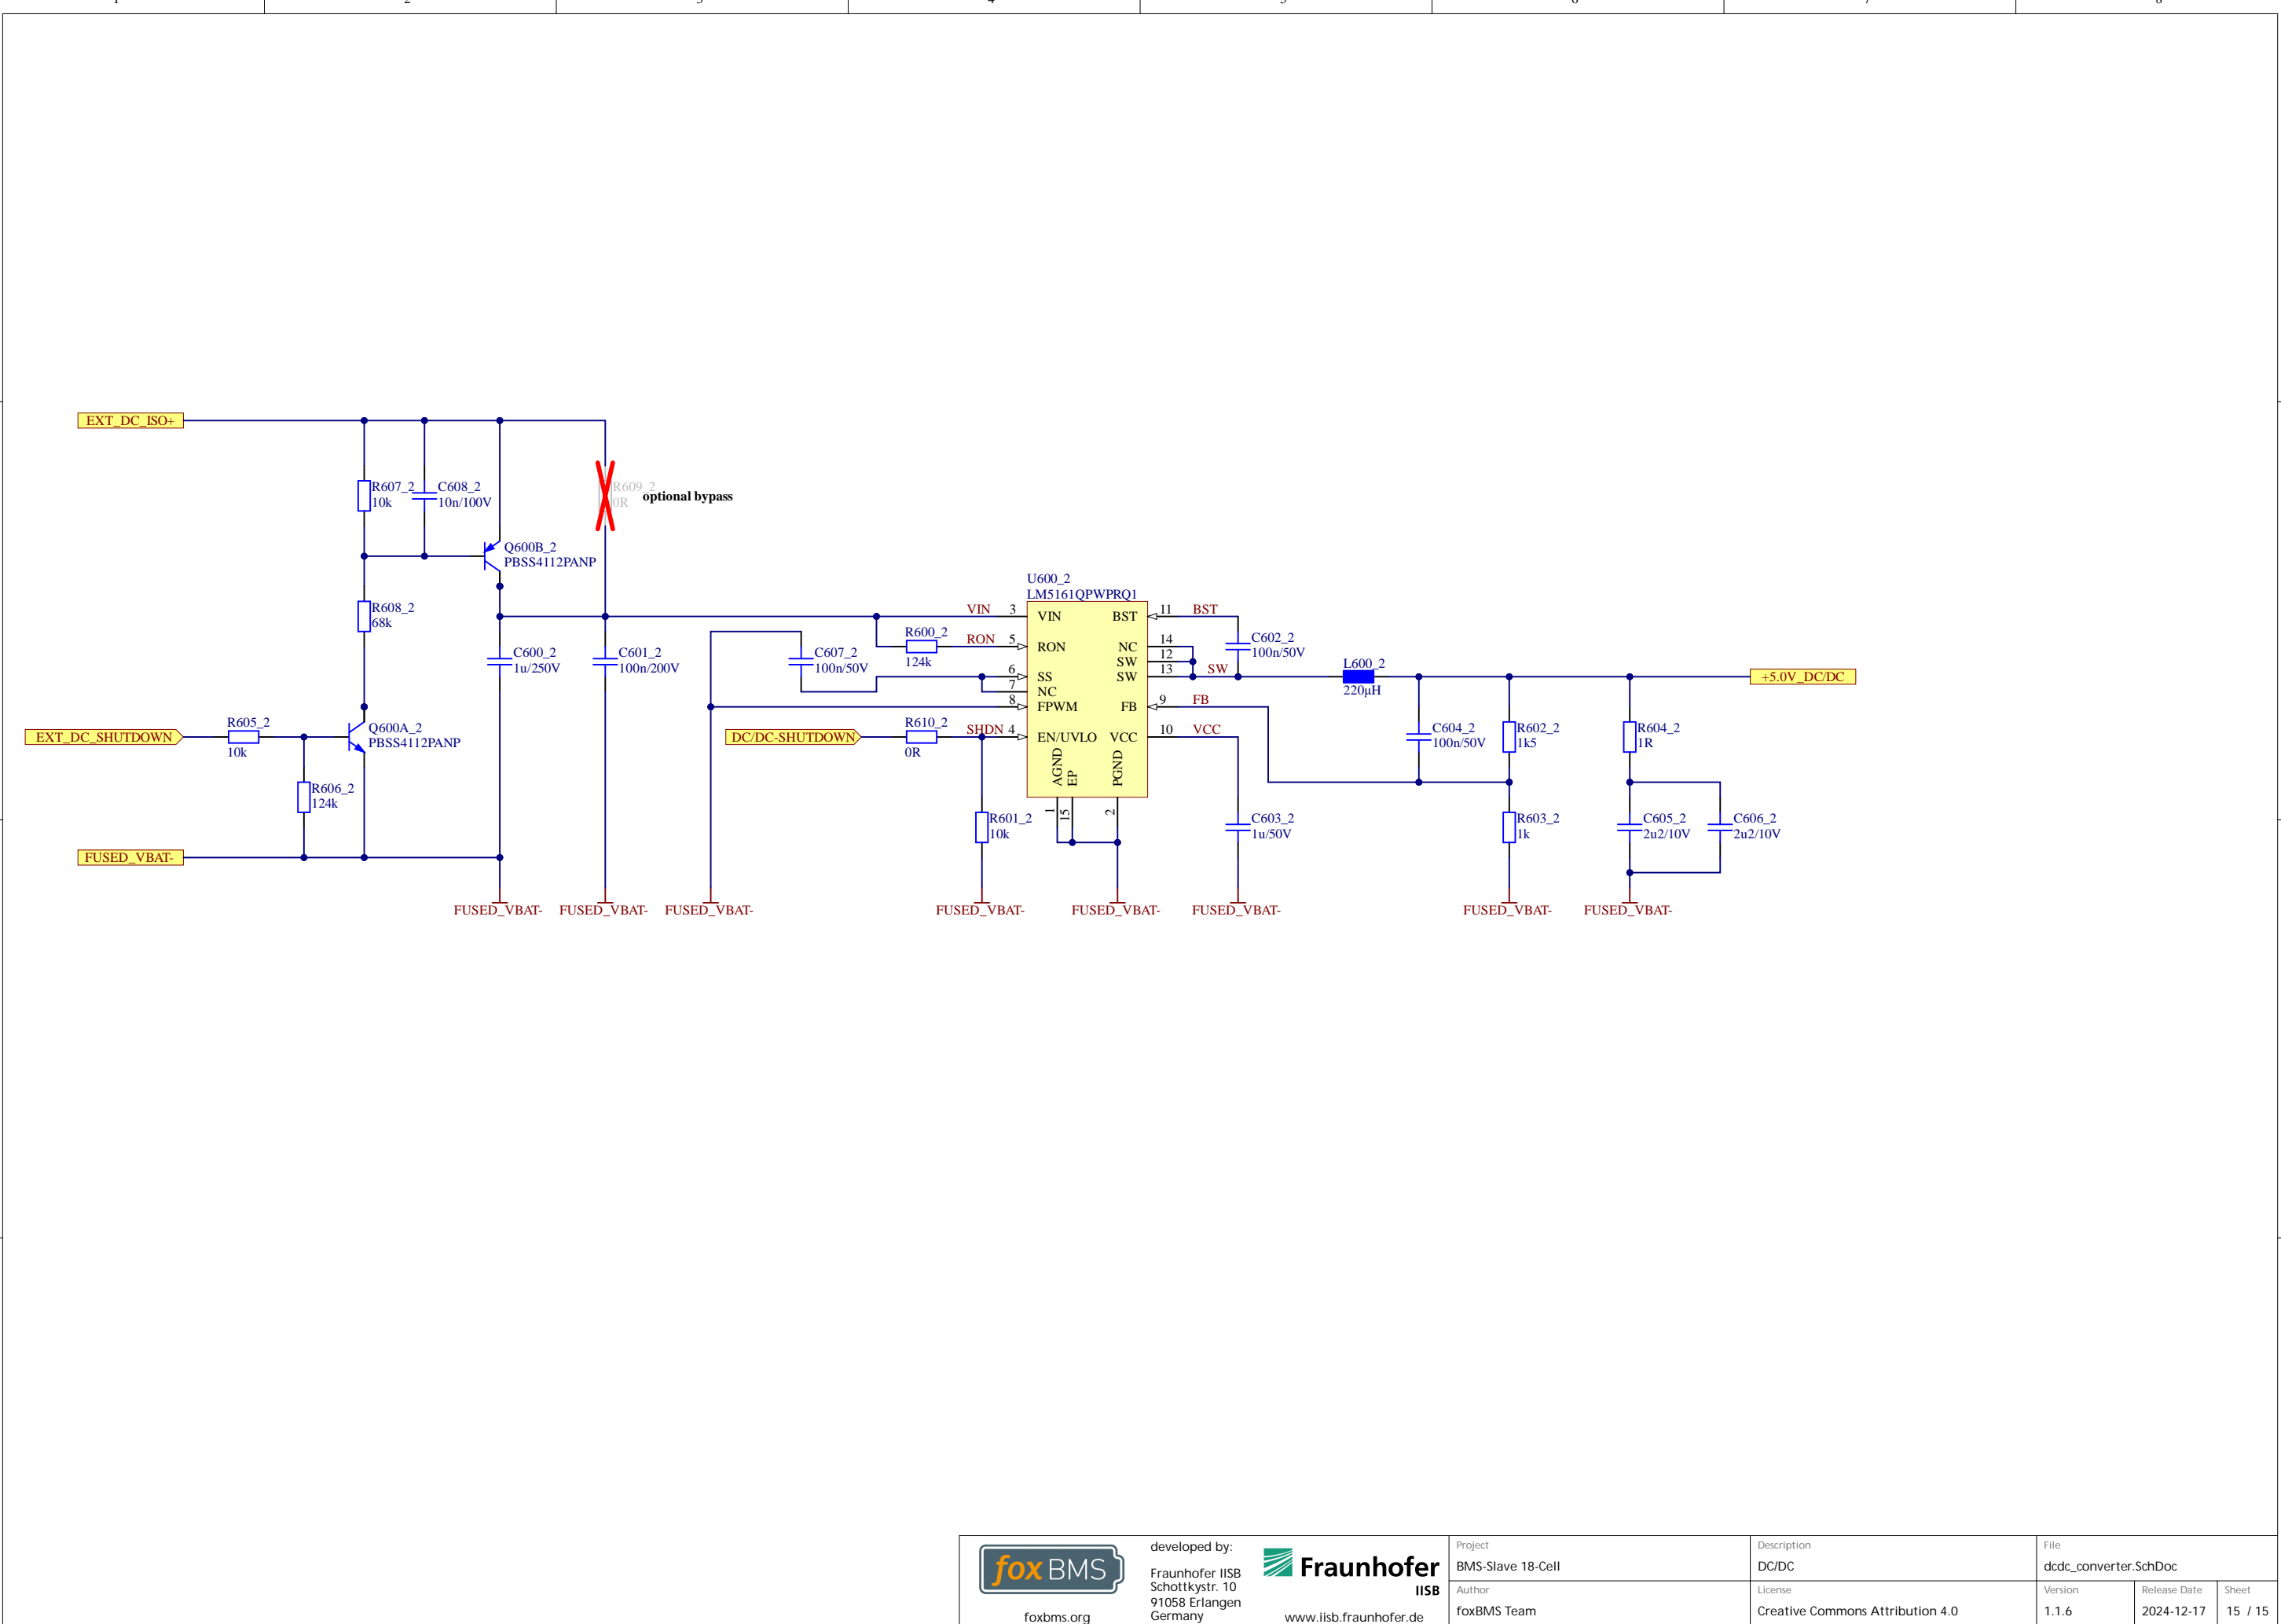 EXT_DC_ISO+
R607_2
10k
C608_2
10n/100V
R609_2
0R
optional bypass
Q600B_2
PBSS4112PANP
R608_2
68k
U600_2
LM5161QPWPRQ1
VIN 3 VIN
RON 5 RON
6 SS
7 NC
8 FPWM
SHDN 4 EN/UVLO
BST 11 BST
NC 14
SW 12
SW 13 SW
FB 9 FB
VCC 10 VCC
AGND
EP
PGND
1
15
2
R600_2
124k
C600_2
1u/250V
C601_2
100n/200V
C607_2
100n/50V
C602_2
100n/50V
L600_2
220µH
+5.0V_DC/DC
EXT_DC_SHUTDOWN
R605_2
10k
Q600A_2
PBSS4112PANP
DC/DC-SHUTDOWN
R610_2
0R
C604_2
100n/50V
R602_2
1k5
R604_2
1R
R606_2
124k
R601_2
10k
C603_2
1u/50V
R603_2
1k
C605_2
2u2/10V
C606_2
2u2/10V
FUSED_VBAT-
FUSED_VBAT-
FUSED_VBAT-
FUSED_VBAT-
FUSED_VBAT-
FUSED_VBAT-
FUSED_VBAT-
FUSED_VBAT-
FUSED_VBAT-
fox BMS
foxbms.org
developed by:
Fraunhofer IISB
Schottkystr. 10
91058 Erlangen
Germany
Fraunhofer
IISB
www.iisb.fraunhofer.de
Project
BMS-Slave 18-Cell
Description
DC/DC
File
dcdc_converter.SchDoc
Author
foxBMS Team
License
Creative Commons Attribution 4.0
Version
1.1.6
Release Date
2024-12-17
Sheet
15 / 15